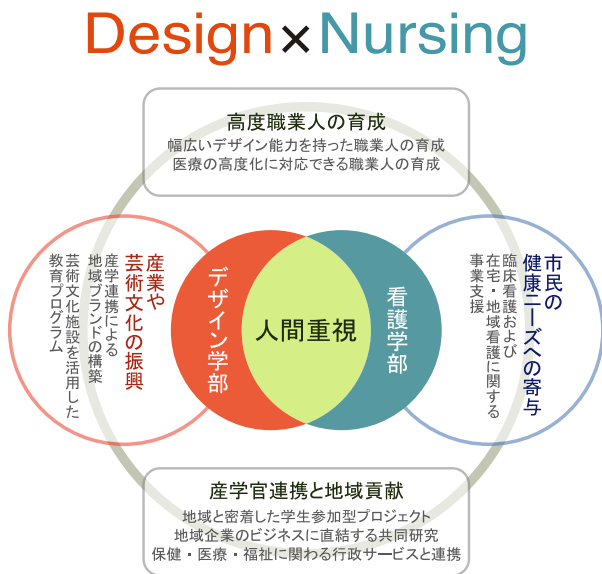 Design×Nursing
高度職業人の育成
幅広いデザイン能力を持った職業人の育成
医療の高度化に対応できる職業人の育成
産業や
芸術文化の振興
産学連携による
地域ブランドの構築
芸術文化施設を活用した
教育プログラム
デザイン学部
人間重視
看護学部
市民の
健康ニーズへの寄与
臨床看護および
在宅・地域看護に関する
事業支援
産学官連携と地域貢献
地域と密着した学生参加型プロジェクト
地域企業のビジネスに直結する共同研究
保健・医療・福祉に関わる行政サービスと連携